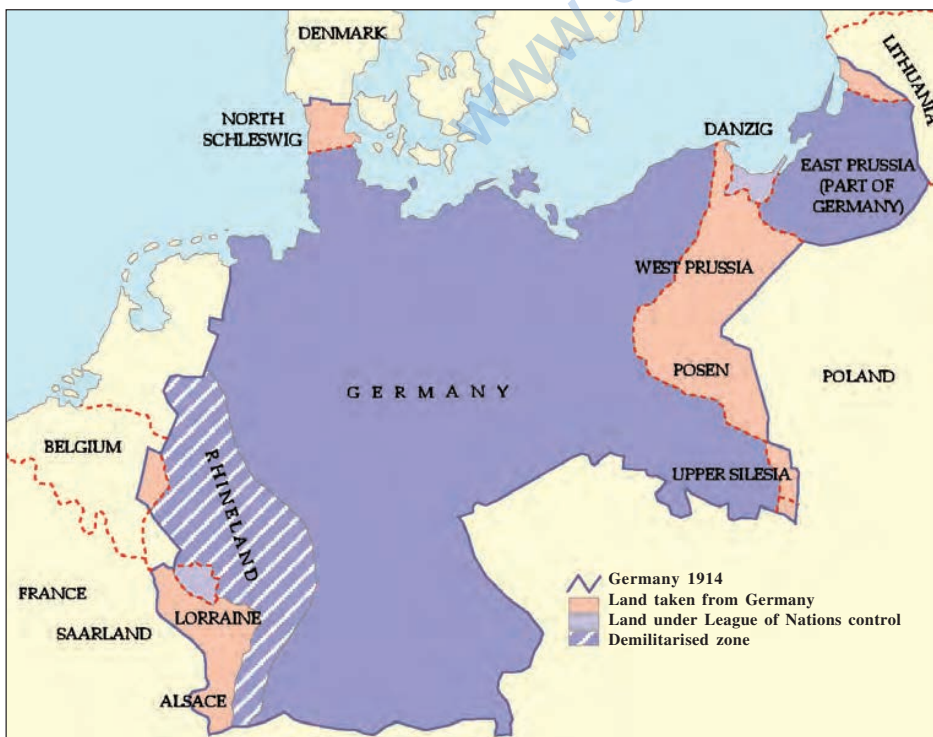 www.
DENMARK
LITHUANIA
NORTH
SCHLESWIG
DANZIG
EAST PRUSSIA
(PART OF
GERMANY)
WEST PRUSSIA
GERMANY
POSEN
POLAND
BELGIUM
RHINELAND
UPPER SILESIA
FRANCE
SAARLAND
LORRAINE
ALSACE
Germany 1914
Land taken from Germany
Land under League of Nations control
Demilitarised zone